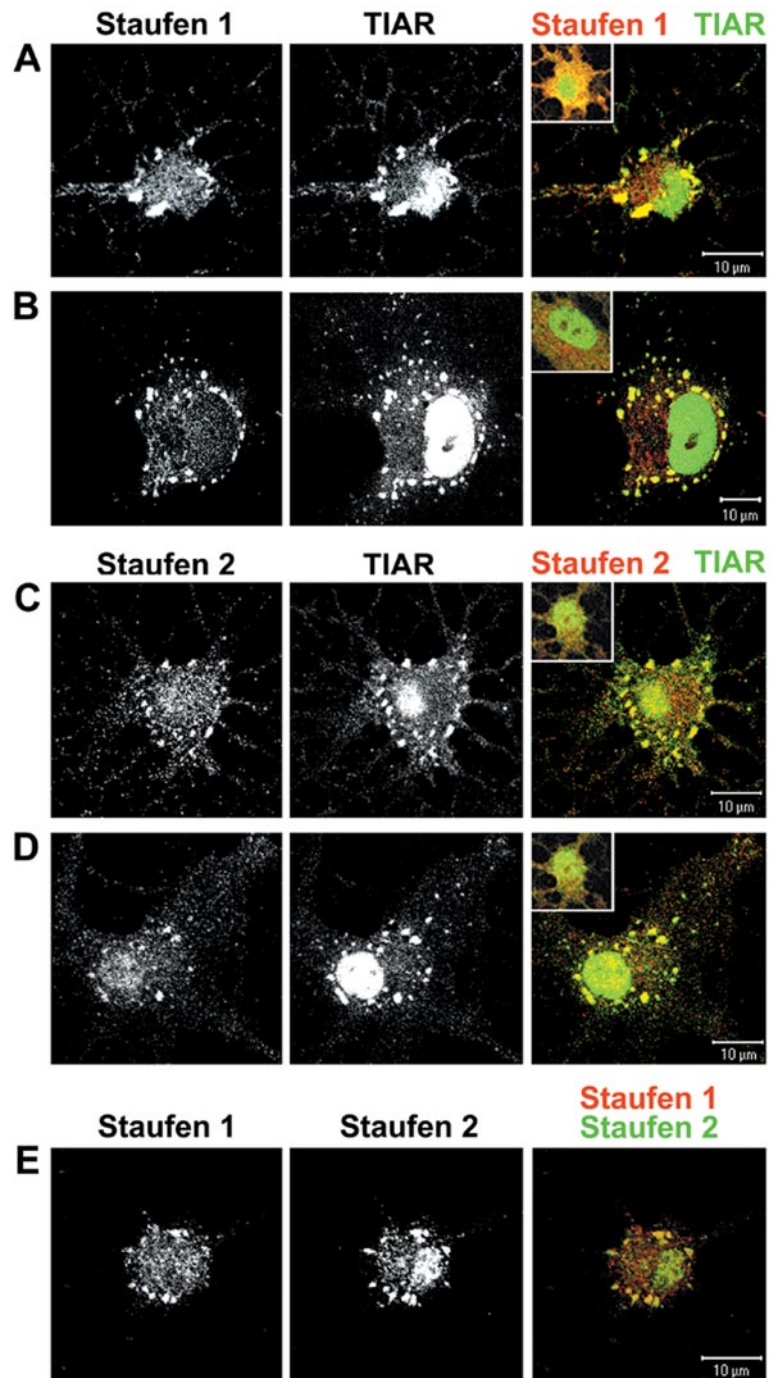 Staufen 1 TIAR Staufen 1 TIAR
A
10 µm
B
10 µm
Staufen 2 TIAR Staufen 2 TIAR
C
10 µm
D
10 µm
Staufen 1
Staufen 1 Staufen 2 Staufen 2
E
10 µm